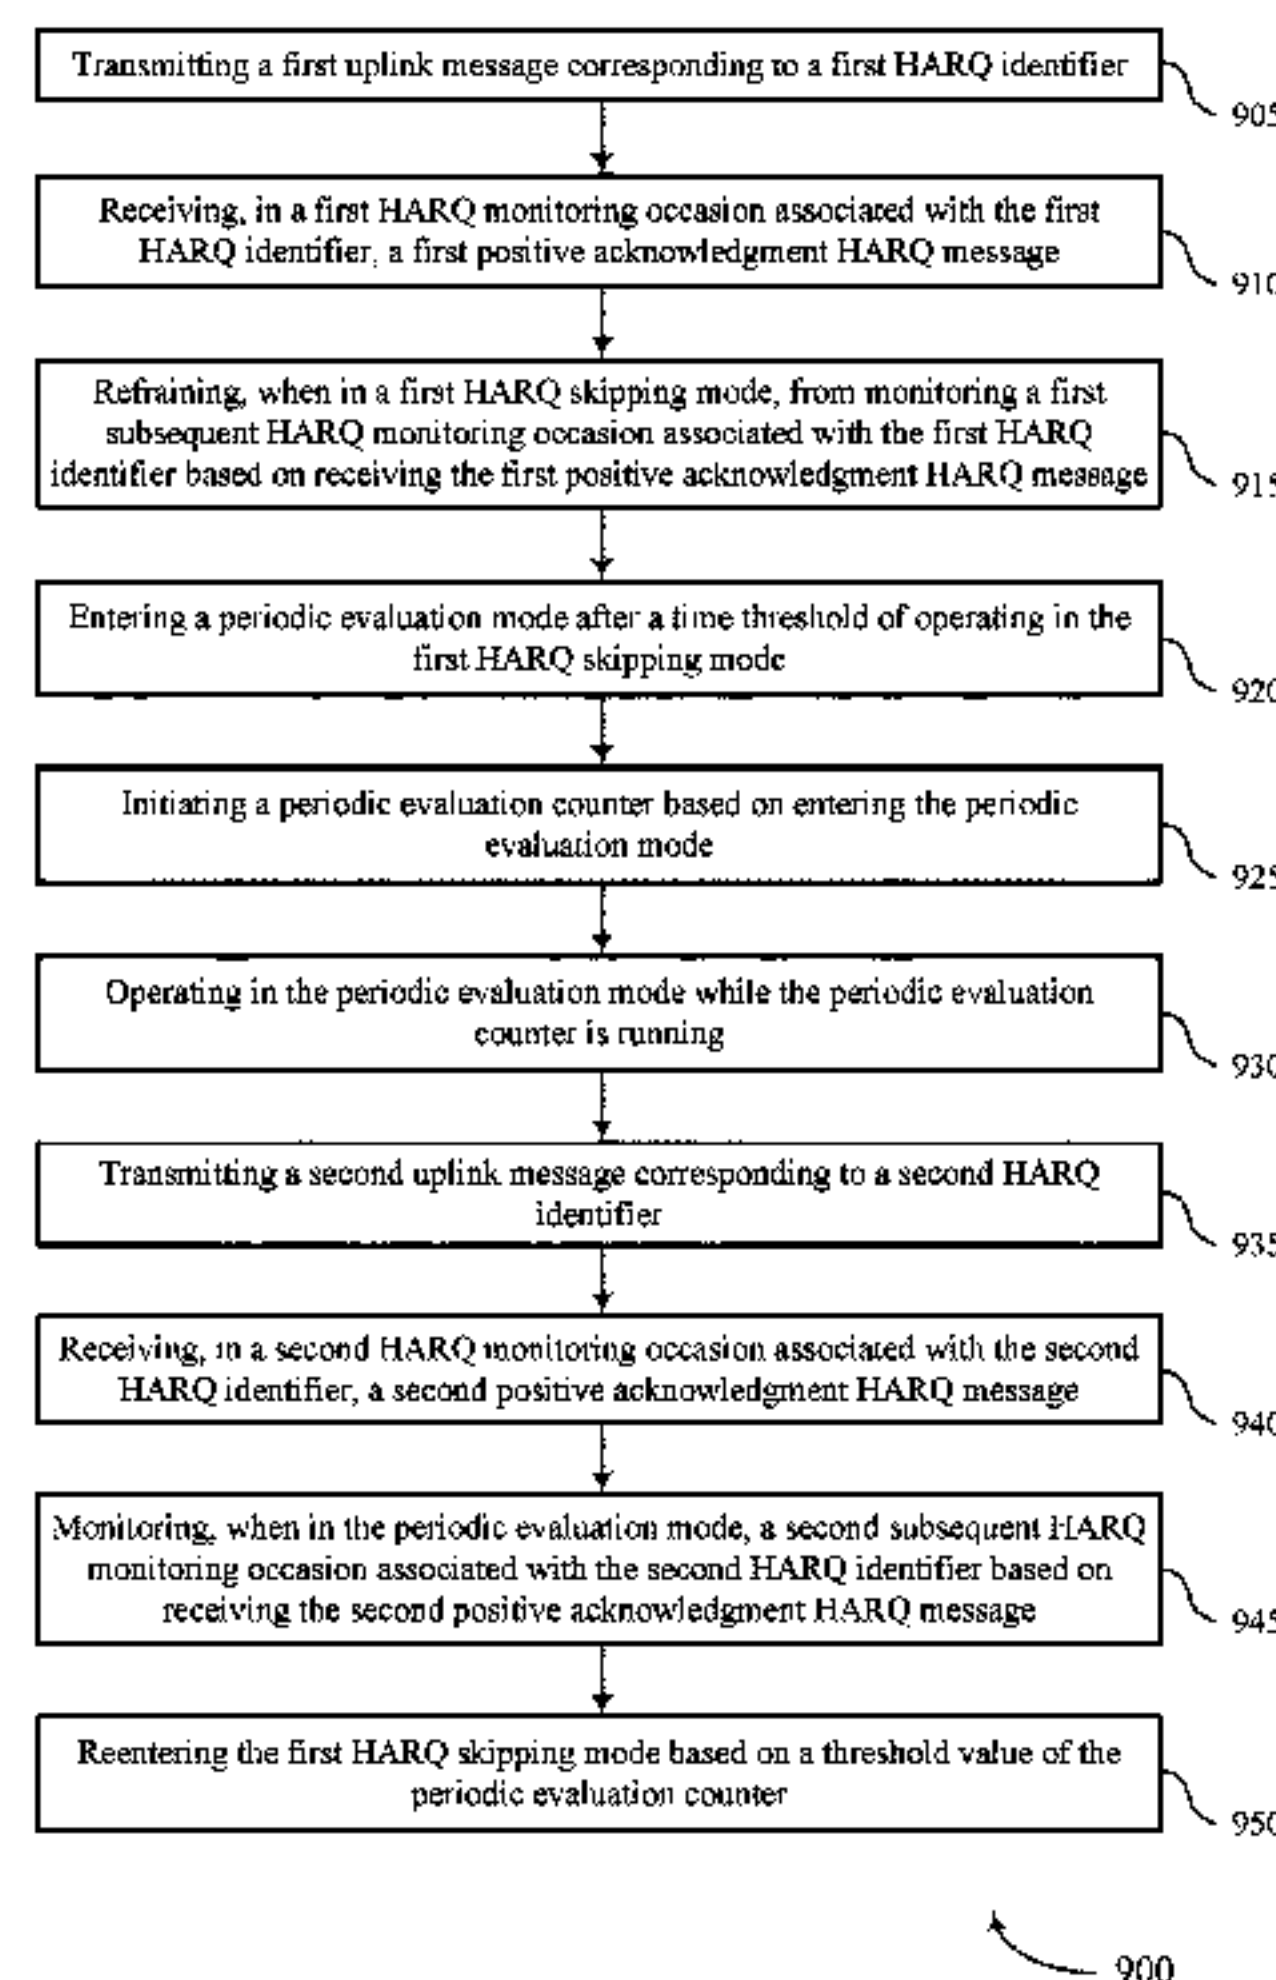 Transmitting a first uplink message corresponding to a first HARQ identifier
905
Receiving, in a first HARQ monitoring occasion associated with the first
HARQ identifier, a first positive acknowledgment HARQ message
910
Refraining, when in a first HARQ skipping mode, from monitoring a first
subsequent HARQ monitoring occasion associated with the first HARQ
identifier based on receiving the first positive acknowledgment HARQ message
915
Entering a periodic evaluation mode after a time threshold of operating in the
first HARQ skipping mode
920
Initiating a periodic evaluation counter based on entering the periodic
evaluation mode
925
Operating in the periodic evaluation mode while the periodic evaluation
counter is running
930
Transmitting a second uplink message corresponding to a second HARQ
identifier
935
Receiving, in a second HARQ monitoring occasion associated with the second
HARQ identifier, a second positive acknowledgment HARQ message
940
Monitoring, when in the periodic evaluation mode, a second subsequent HARQ
monitoring occasion associated with the second HARQ identifier based on
receiving the second positive acknowledgment HARQ message
945
Reentering the first HARQ skipping mode based on a threshold value of the
periodic evaluation counter
950
900